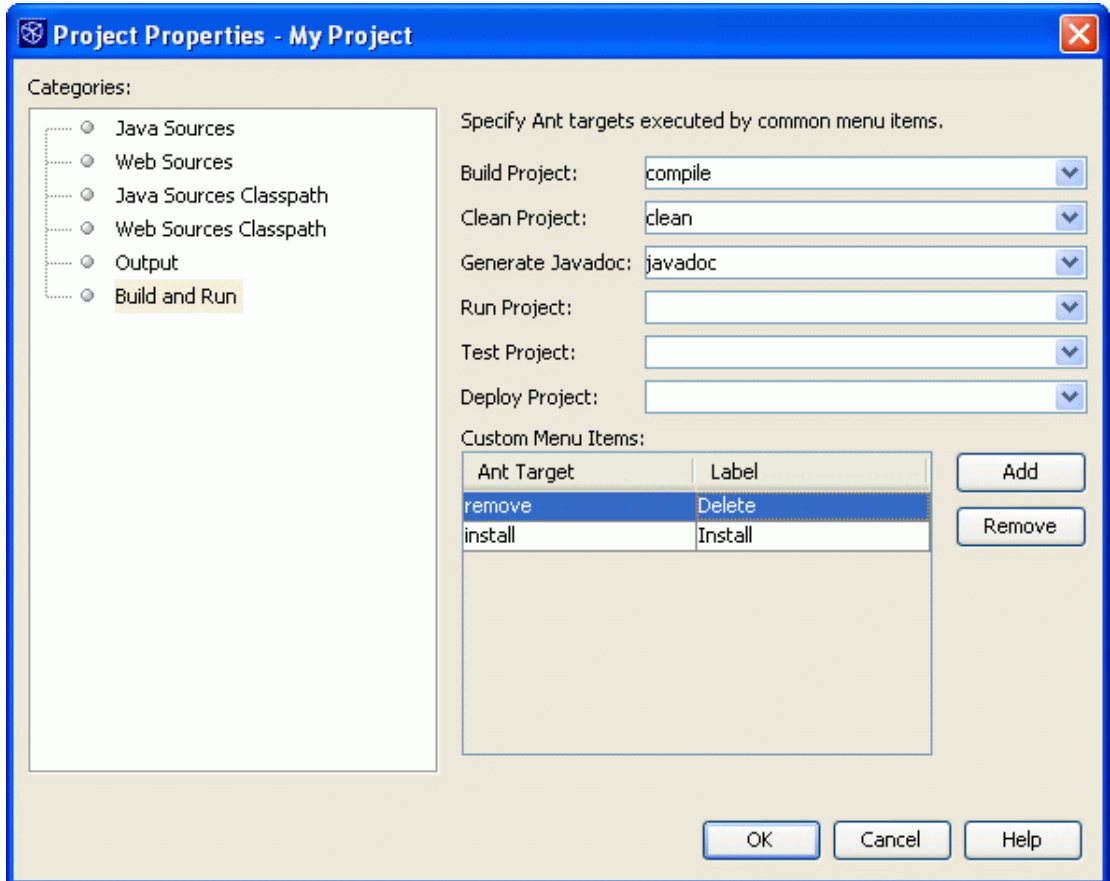 Project Properties - My Project
Categories:
Java Sources
Web Sources
Java Sources Classpath
Web Sources Classpath
Output
Build and Run
Specify Ant targets executed by common menu items.
Build Project: compile
Clean Project: clean
Generate Javadoc: javadoc
Run Project:
Test Project:
Deploy Project:
Custom Menu Items:
Ant Target Label
remove Delete
install Install
Add
Remove
OK Cancel Help